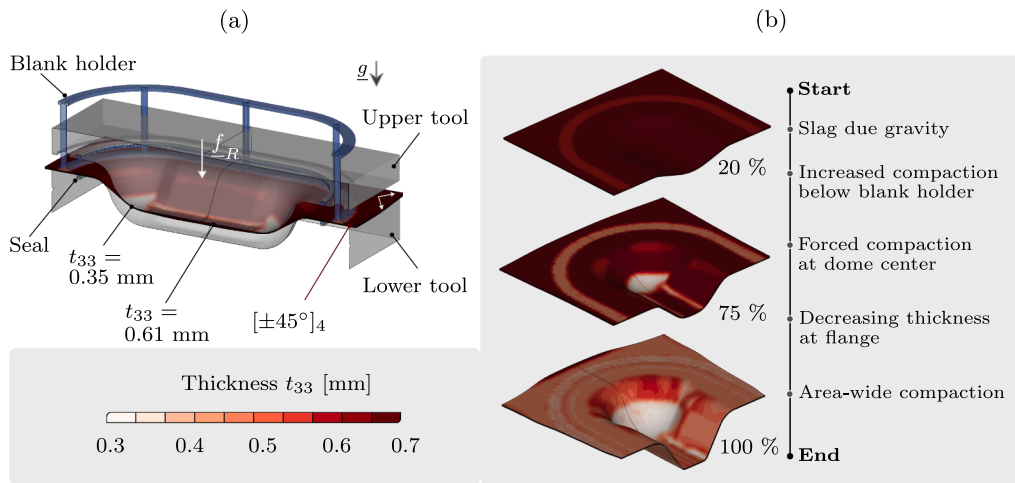 (a)
Blank holder
g
Upper tool
f_R
Seal
t33 =
0.35 mm
t33 =
0.61 mm
[±45°]4
Lower tool
Thickness t33 [mm]
0.3 0.4 0.5 0.6 0.7
(b)
Start
Slag due gravity
20 %
Increased compaction
below blank holder
Forced compaction
at dome center
75 %
Decreasing thickness
at flange
Area-wide compaction
100 %
End